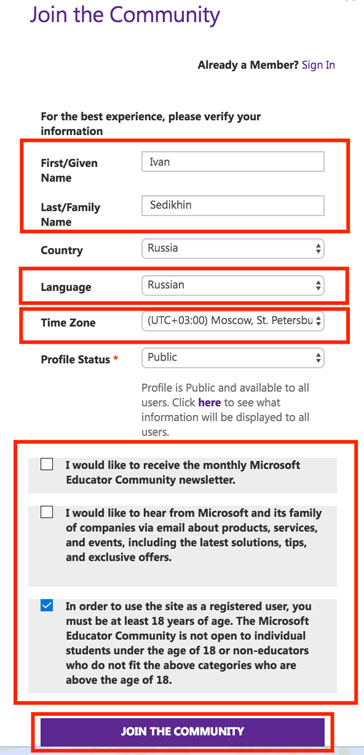 Join the Community
Already a Member? Sign In
For the best experience, please verify your
information
First/Given
Name
Ivan
Last/Family
Name
Sedikhin
Country
Russia
Language
Russian
Time Zone
(UTC+03:00) Moscow, St. Petersbu
Profile Status *
Public
Profile is Public and available to all
users. Click here to see what
information will be displayed to all
users.
I would like to receive the monthly Microsoft
Educator Community newsletter.
I would like to hear from Microsoft and its family
of companies via email about products, services,
and events, including the latest solutions, tips,
and exclusive offers.
In order to use the site as a registered user, you
must be at least 18 years of age. The Microsoft
Educator Community is not open to individual
students under the age of 18 or non-educators
who do not fit the above categories who are
above the age of 18.
JOIN THE COMMUNITY